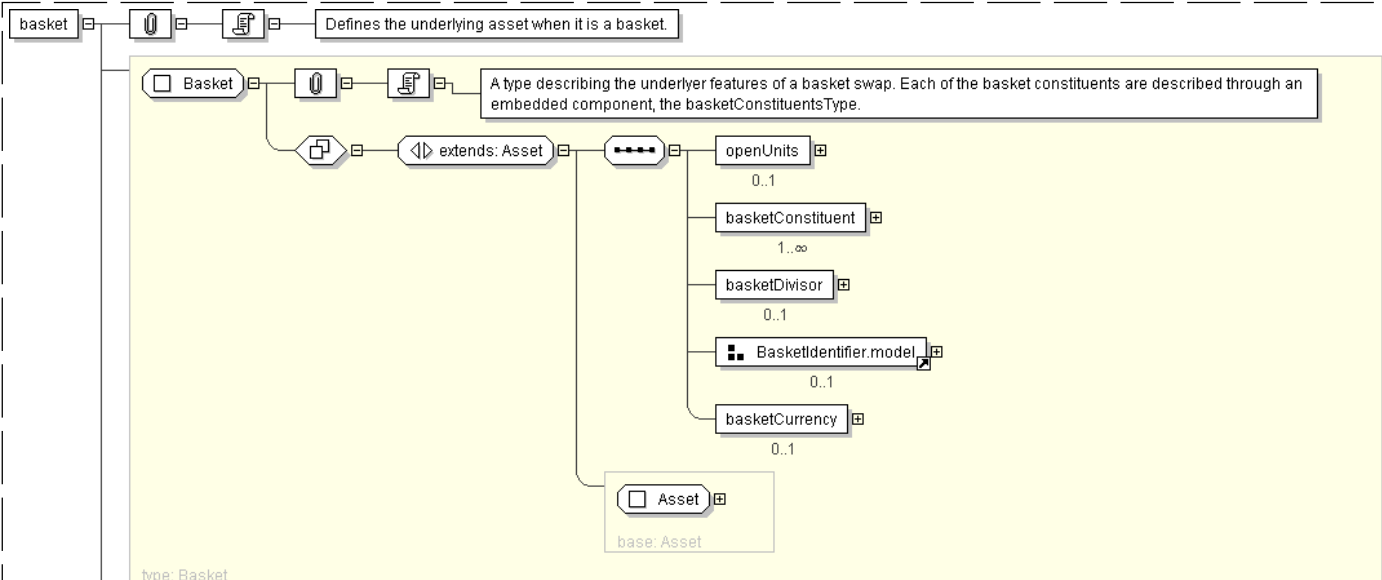 basket
Defines the underlying asset when it is a basket.
Basket
A type describing the underlyer features of a basket swap. Each of the basket constituents are described through an
embedded component, the basketConstituentsType.
extends: Asset
openUnits
0..1
basketConstituent
1..∞
basketDivisor
0..1
BasketIdentifier.model
0..1
basketCurrency
0..1
Asset
base: Asset
type: Basket